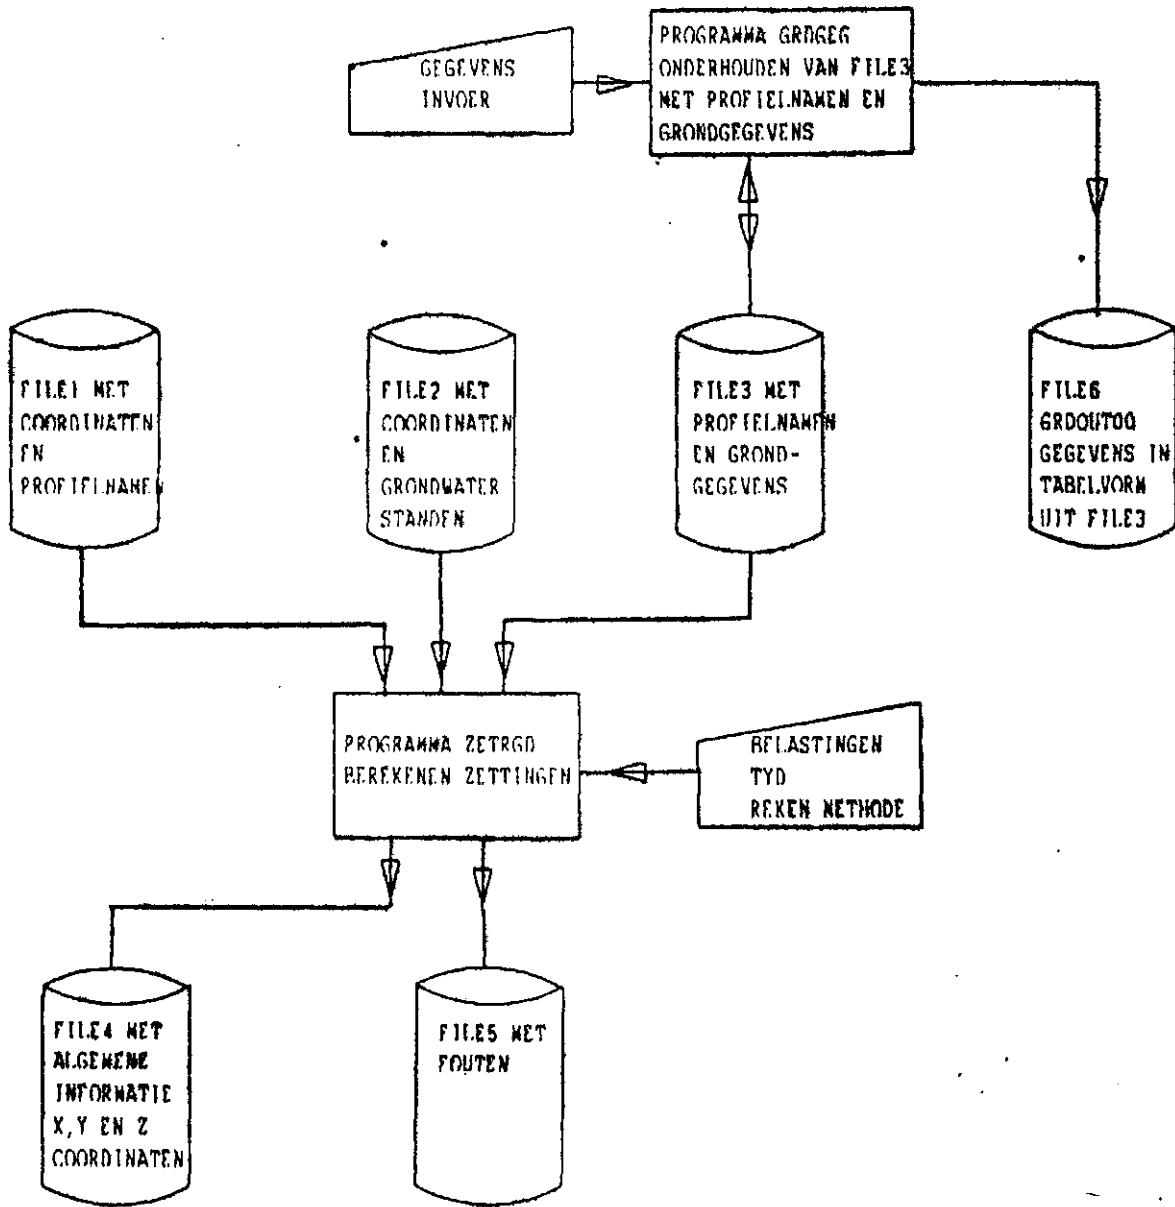 GEGEVENS
INVOER
PROGRAMMA GRDGEG
ONDERHOUDEN VAN FILE3
MET PROFIELNAMEN EN
GRONDGEGEVENS
FILE1 MET
COORDINATEN
EN
PROFIELNAMEN
FILE2 MET
COORDINATEN
EN
GRONDWATER
STANDEN
FILE3 MET
PROFIELNAMEN
EN GROND-
GEGEVENS
FILE6
GRDOUT00
GEGEVENS IN
TABELVORM
UIT FILE3
PROGRAMMA ZETRGD
BEREKENEN ZETTINGEN
BELASTINGEN
TYD
REKEN METHODE
FILE4 MET
ALGEMENE
INFORMATIE
X,Y EN Z
COORDINATEN
FILE5 MET
FOUTEN